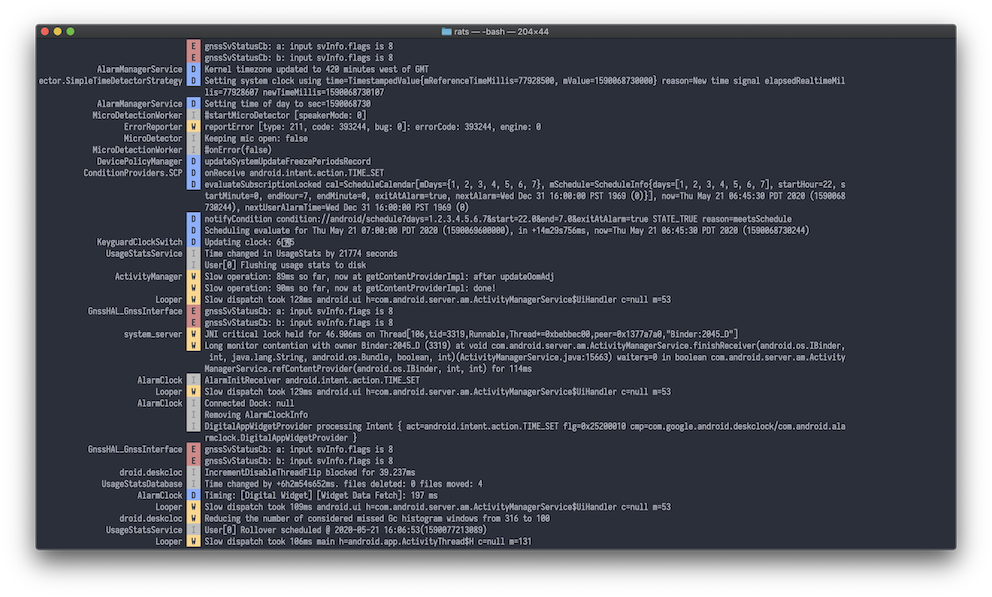 rats — -bash — 204×44
E gnssSvStatusCb: a: input svInfo.flags is 8
E gnssSvStatusCb: b: input svInfo.flags is 8
AlarmManagerService D Kernel timezone updated to 420 minutes west of GMT
ector.SimpleTimeDetectorStrategy D Setting system clock using time=TimestampedValue{mReferenceTimeMillis=77928500, mValue=1590068730000} reason=New time signal elapsedRealtimeMil
lis=77928607 newTimeMillis=1590068730107
AlarmManagerService D Setting time of day to sec=1590068730
MicroDetectionWorker I #startMicroDetector [speakerMode: 0]
ErrorReporter W reportError [type: 211, code: 393244, bug: 0]: errorCode: 393244, engine: 0
MicroDetector I Keeping mic open: false
MicroDetectionWorker I #onError(false)
DevicePolicyManager D updateSystemUpdateFreezePeriodsRecord
ConditionProviders.SCP D onReceive android.intent.action.TIME_SET
D evaluateSubscriptionLocked cal=ScheduleCalendar[mDays={1, 2, 3, 4, 5, 6, 7}, mSchedule=ScheduleInfo{days=[1, 2, 3, 4, 5, 6, 7], startHour=22, s
tartMinute=0, endHour=7, endMinute=0, exitAtAlarm=true, nextAlarm=Wed Dec 31 16:00:00 PST 1969 (0)}], now=Thu May 21 06:45:30 PDT 2020 (1590068
730244), nextUserAlarmTime=Wed Dec 31 16:00:00 PST 1969 (0)
D notifyCondition condition://android/schedule?days=1.2.3.4.5.6.7&start=22.0&end=7.0&exitAtAlarm=true STATE_TRUE reason=meetsSchedule
D Scheduling evaluate for Thu May 21 07:00:00 PDT 2020 (1590069600000), in +14m29s756ms, now=Thu May 21 06:45:30 PDT 2020 (1590068730244)
KeyguardClockSwitch D Updating clock: 6
UsageStatsService I Time changed in UsageStats by 21774 seconds
I User[0] Flushing usage stats to disk
ActivityManager W Slow operation: 89ms so far, now at getContentProviderImpl: after updateOomAdj
W Slow operation: 90ms so far, now at getContentProviderImpl: done!
Looper W Slow dispatch took 128ms android.ui h=com.android.server.am.ActivityManagerService$UiHandler c=null m=53
GnssHAL_GnssInterface E gnssSvStatusCb: a: input svInfo.flags is 8
E gnssSvStatusCb: b: input svInfo.flags is 8
system_server W JNI critical lock held for 46.906ms on Thread[106,tid=3319,Runnable,Thread*=0xbebbec00,peer=0x1377a7a0,"Binder:2045_D"]
W Long monitor contention with owner Binder:2045_D (3319) at void com.android.server.am.ActivityManagerService.finishReceiver(android.os.IBinder,
int, java.lang.String, android.os.Bundle, boolean, int)(ActivityManagerService.java:15663) waiters=0 in boolean com.android.server.am.Activity
ManagerService.refContentProvider(android.os.IBinder, int, int) for 114ms
AlarmClock I AlarmInitReceiver android.intent.action.TIME_SET
Looper W Slow dispatch took 129ms android.ui h=com.android.server.am.ActivityManagerService$UiHandler c=null m=53
AlarmClock I Connected Dock: null
I Removing AlarmClockInfo
I DigitalAppWidgetProvider processing Intent { act=android.intent.action.TIME_SET flg=0x25200010 cmp=com.google.android.deskclock/com.android.ala
rmclock.DigitalAppWidgetProvider }
GnssHAL_GnssInterface E gnssSvStatusCb: a: input svInfo.flags is 8
E gnssSvStatusCb: b: input svInfo.flags is 8
droid.deskcloc I IncrementDisableThreadFlip blocked for 39.237ms
UsageStatsDatabase I Time changed by +6h2m54s652ms. files deleted: 0 files moved: 4
AlarmClock D Timing: [Digital Widget] [Widget Data Fetch]: 197 ms
Looper W Slow dispatch took 109ms android.ui h=com.android.server.am.ActivityManagerService$UiHandler c=null m=53
droid.deskcloc W Reducing the number of considered missed Gc histogram windows from 316 to 100
UsageStatsService I User[0] Rollover scheduled @ 2020-05-21 16:06:53(1590077213089)
Looper W Slow dispatch took 106ms main h=android.app.ActivityThread$H c=null m=131